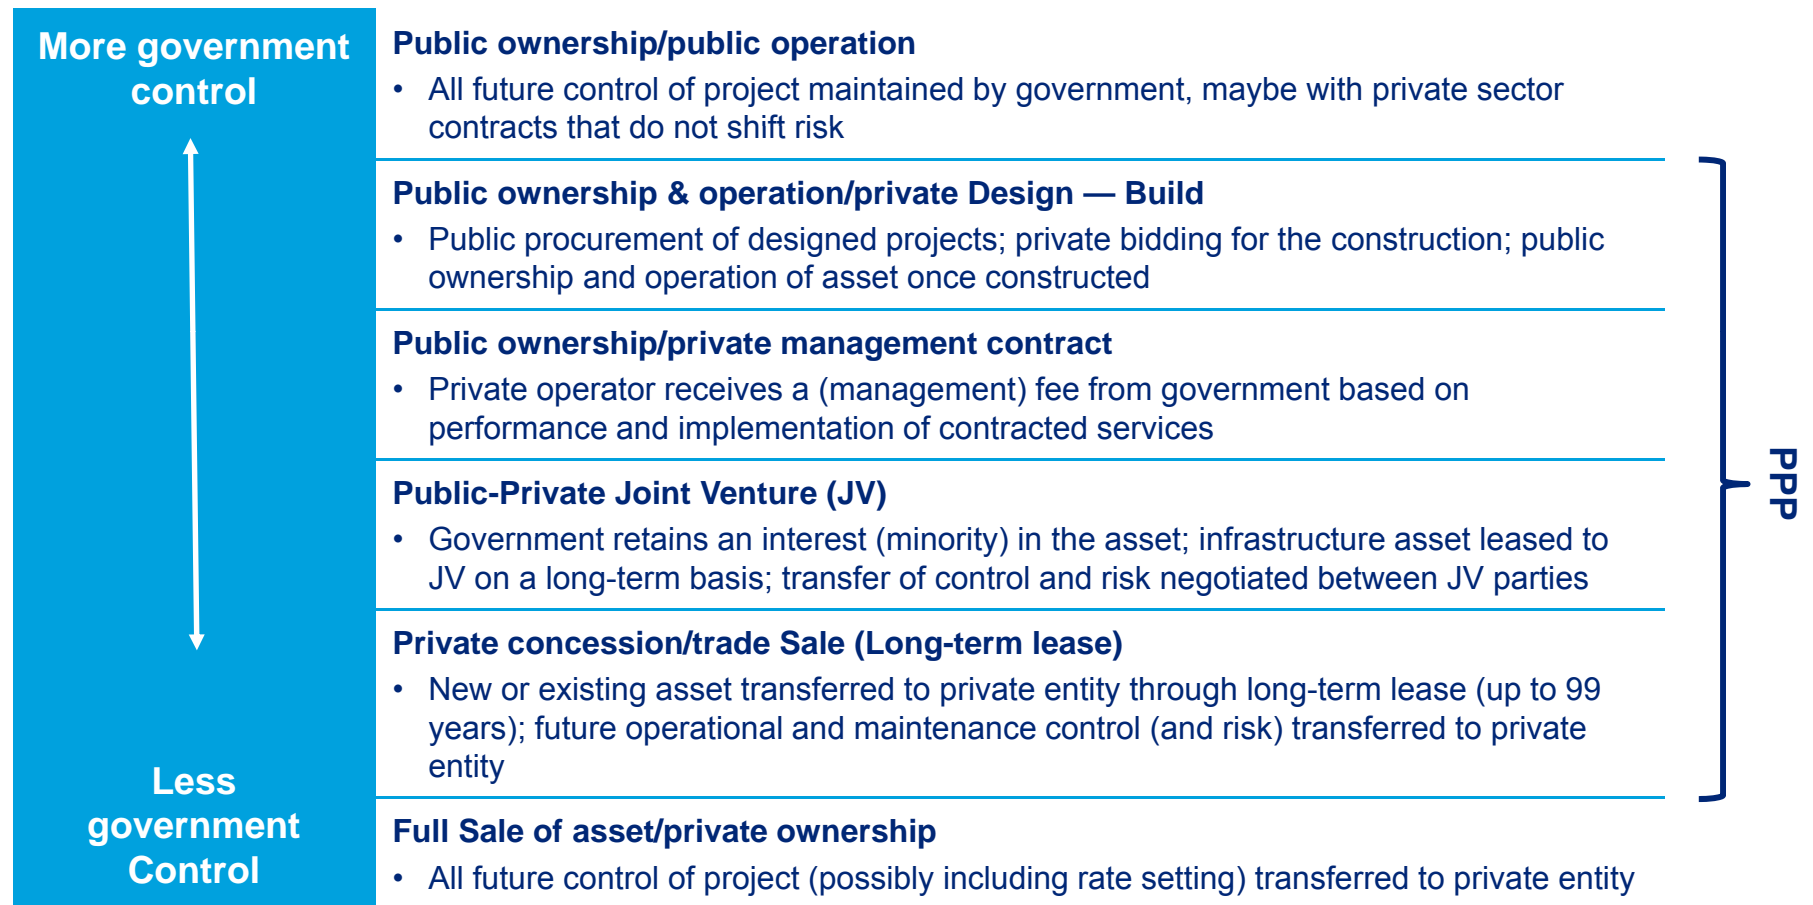 More government
control
Less
government
Control
Public ownership/public operation
• All future control of project maintained by government, maybe with private sector
contracts that do not shift risk
Public ownership & operation/private Design — Build
• Public procurement of designed projects; private bidding for the construction; public
ownership and operation of asset once constructed
Public ownership/private management contract
• Private operator receives a (management) fee from government based on
performance and implementation of contracted services
Public-Private Joint Venture (JV)
• Government retains an interest (minority) in the asset; infrastructure asset leased to
JV on a long-term basis; transfer of control and risk negotiated between JV parties
Private concession/trade Sale (Long-term lease)
• New or existing asset transferred to private entity through long-term lease (up to 99
years); future operational and maintenance control (and risk) transferred to private
entity
Full Sale of asset/private ownership
• All future control of project (possibly including rate setting) transferred to private entity
PPP